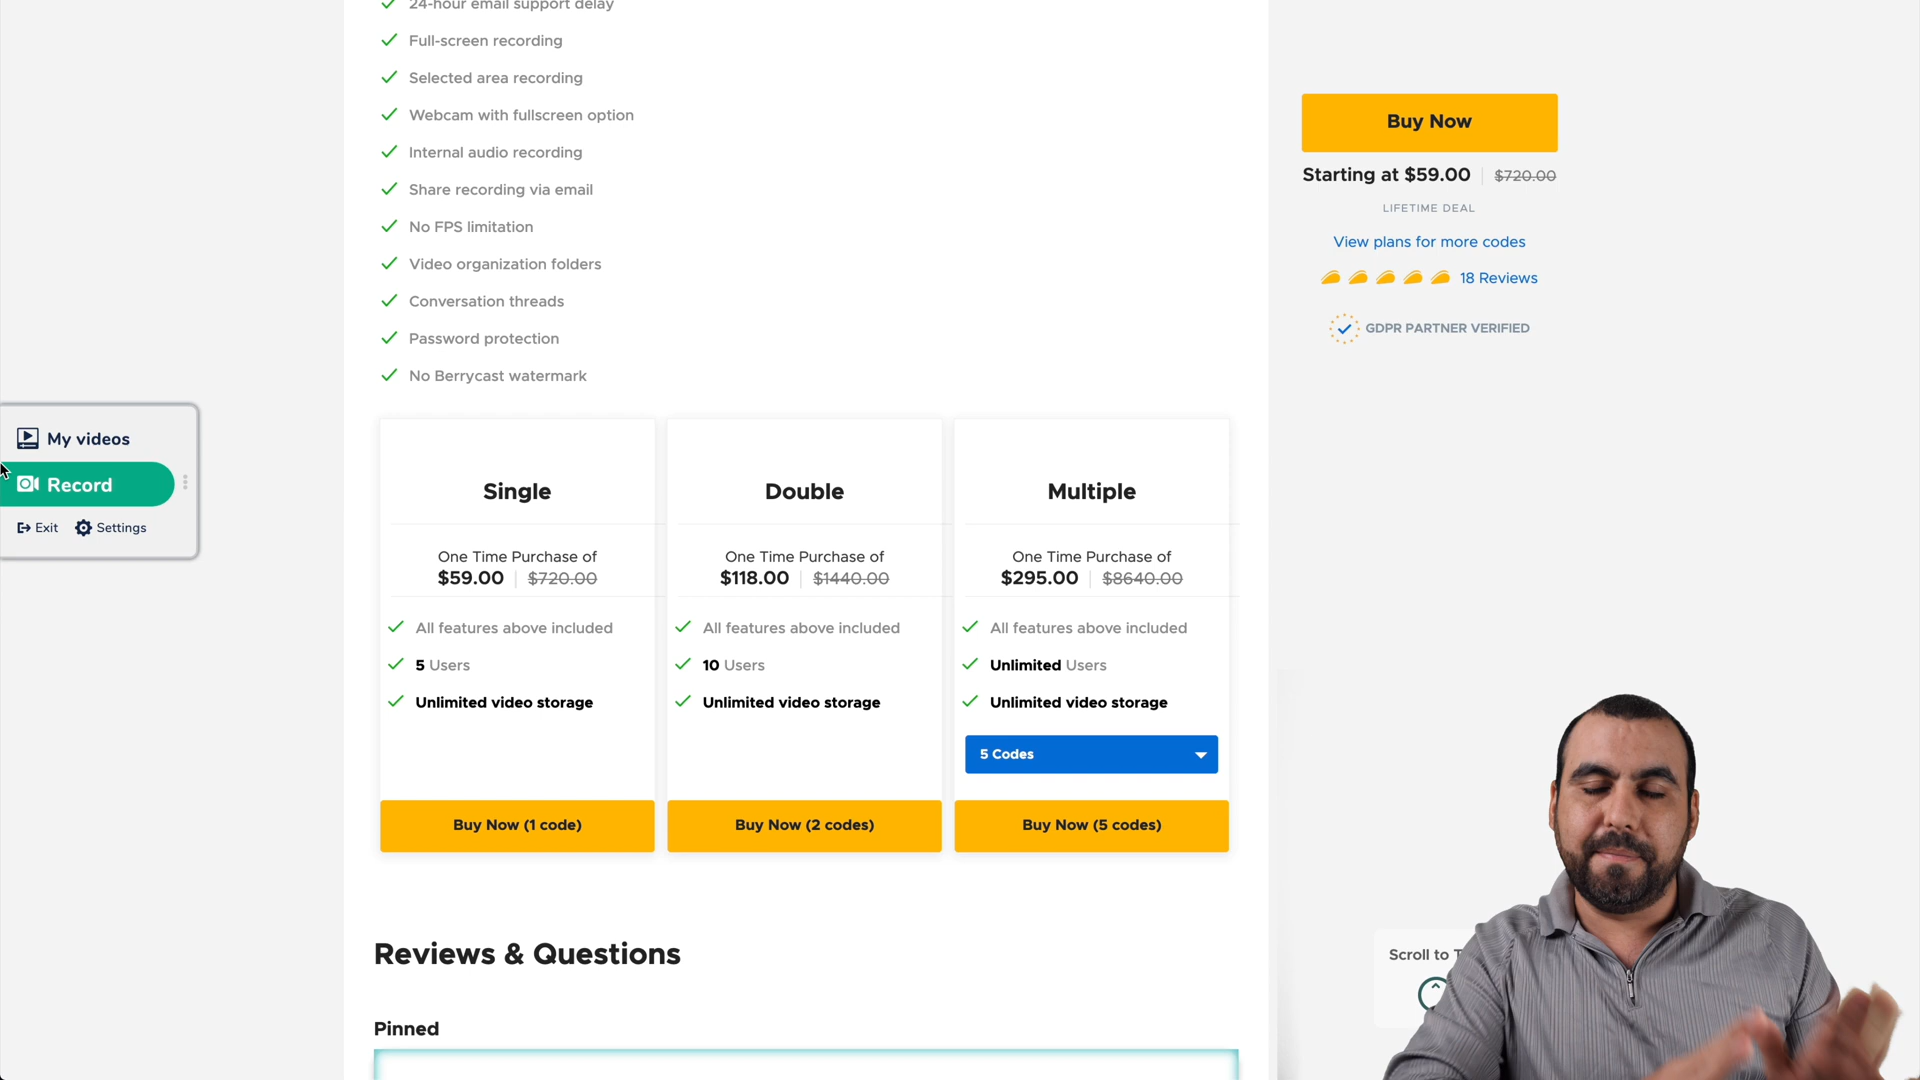 24-hour email support delay
Full-screen recording
Selected area recording
Webcam with fullscreen option
Internal audio recording
Share recording via email
No FPS limitation
Video organization folders
Conversation threads
Password protection
No Berrycast watermark
Buy Now
Starting at $59.00 $720.00
LIFETIME DEAL
View plans for more codes
18 Reviews
GDPR PARTNER VERIFIED
My videos
Record
Exit Settings
Single
One Time Purchase of
$59.00 $720.00
All features above included
5 Users
Unlimited video storage
Buy Now (1 code)
Double
One Time Purchase of
$118.00 $1440.00
All features above included
10 Users
Unlimited video storage
Buy Now (2 codes)
Multiple
One Time Purchase of
$295.00 $8640.00
All features above included
Unlimited Users
Unlimited video storage
5 Codes
Buy Now (5 codes)
Reviews & Questions
Pinned
Scroll to T